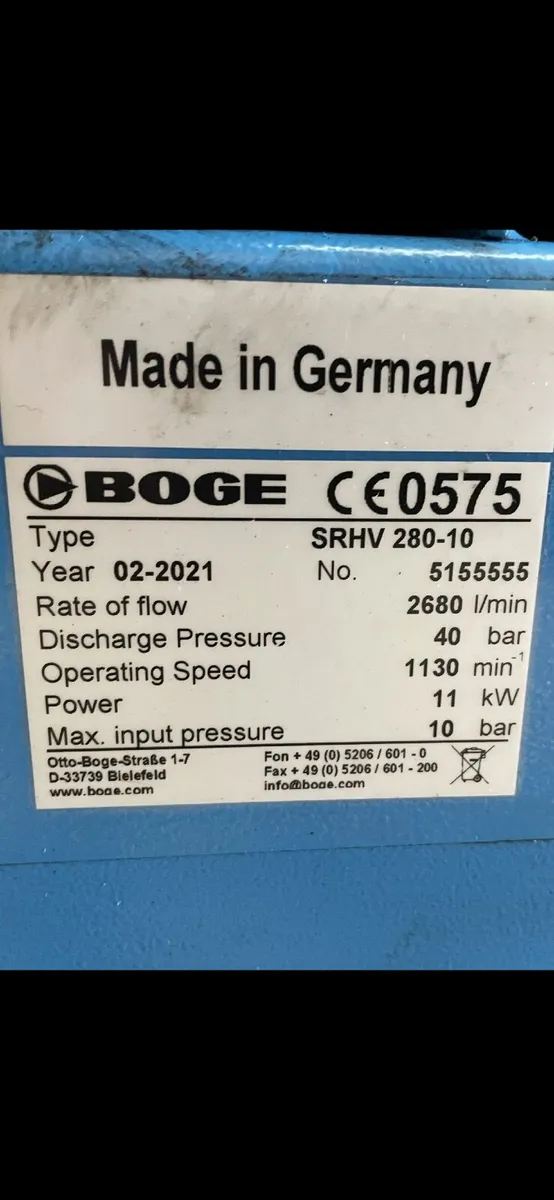 Made in Germany
BOGE CE0575
Type SRHV 280-10
Year 02-2021 No. 5155555
Rate of flow 2680 l/min
Discharge Pressure 40 bar
Operating Speed 1130 min⁻¹
Power 11 kW
Max. input pressure 10 bar
Otto-Boge-Straße 1-7 Fon + 49 (0) 5206 / 601 - 0
D-33739 Bielefeld Fax + 49 (0) 5206 / 601 - 200
www.boge.com info@boge.com